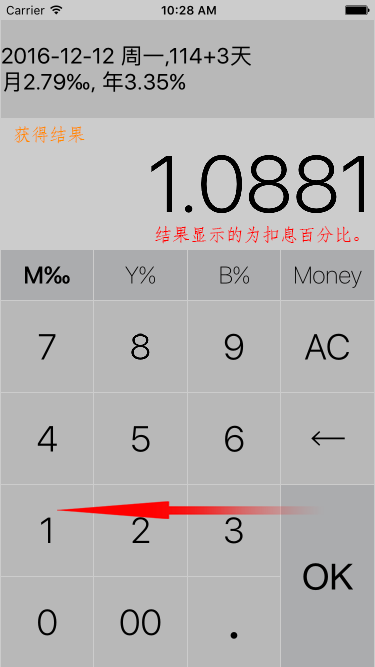 Carrier 10:28 AM
2016-12-12 周一,114+3天
月2.79‰, 年3.35%
获得结果
1.0881
结果显示的为扣息百分比。
M‰ Y% B% Money
7 8 9 AC
4 5 6 ←
1 2 3
OK
0 00 .